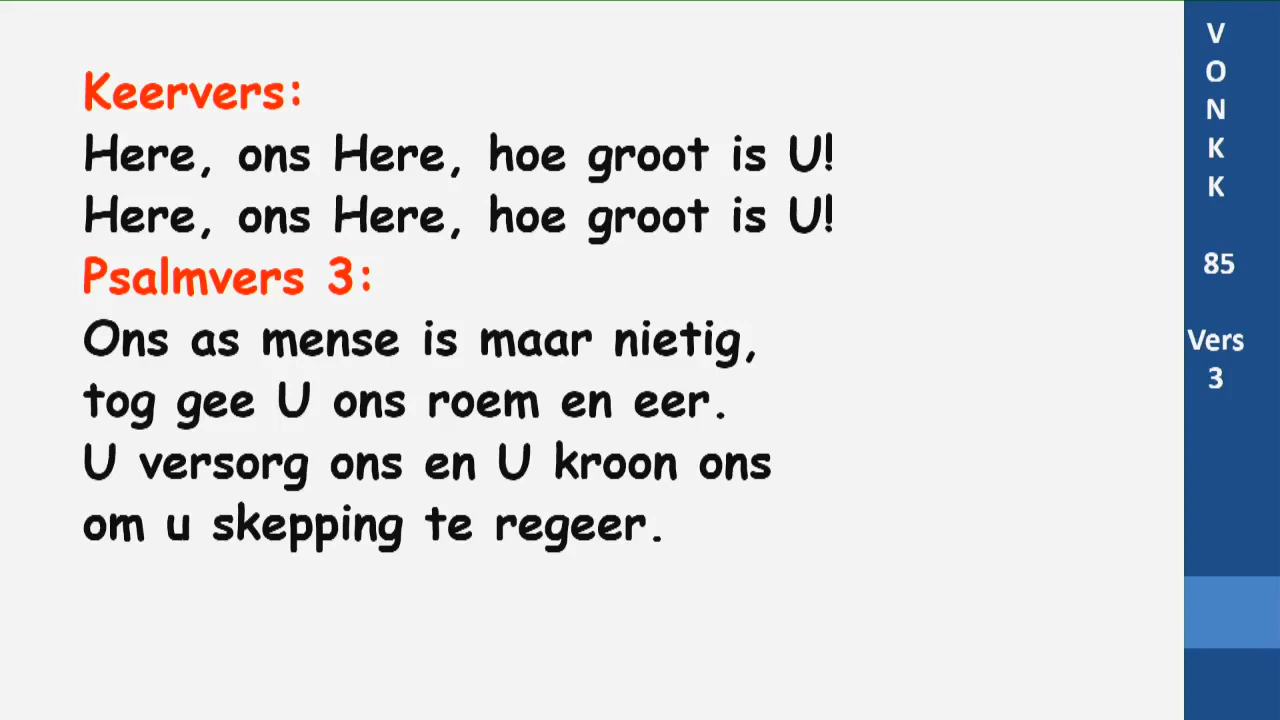 Keervers:
Here, ons Here, hoe groot is U!
Here, ons Here, hoe groot is U!
Psalmvers 3:
Ons as mense is maar nietig,
tog gee U ons roem en eer.
U versorg ons en U kroon ons
om u skepping te regeer.
V
O
N
K
K
85
Vers
3